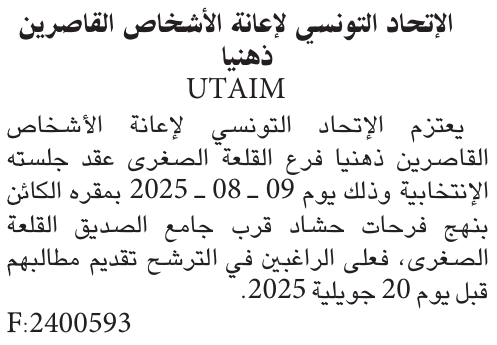 الإتحاد التونسي لإعانة الأشخاص القاصرين
ذهنيا
UTAIM
يعتزم الإتحاد التونسي لإعانة الأشخاص
القاصرين ذهنيا فرع القلعة الصغرى عقد جلسته
الإنتخابية وذلك يوم 09 ـ 08 ـ 2025 بمقره الكائن
بنهج فرحات حشاد قرب جامع الصديق القلعة
الصغرى، فعلى الراغبين في الترشح تقديم مطالبهم
قبل يوم 20 جويلية 2025.
F:2400593